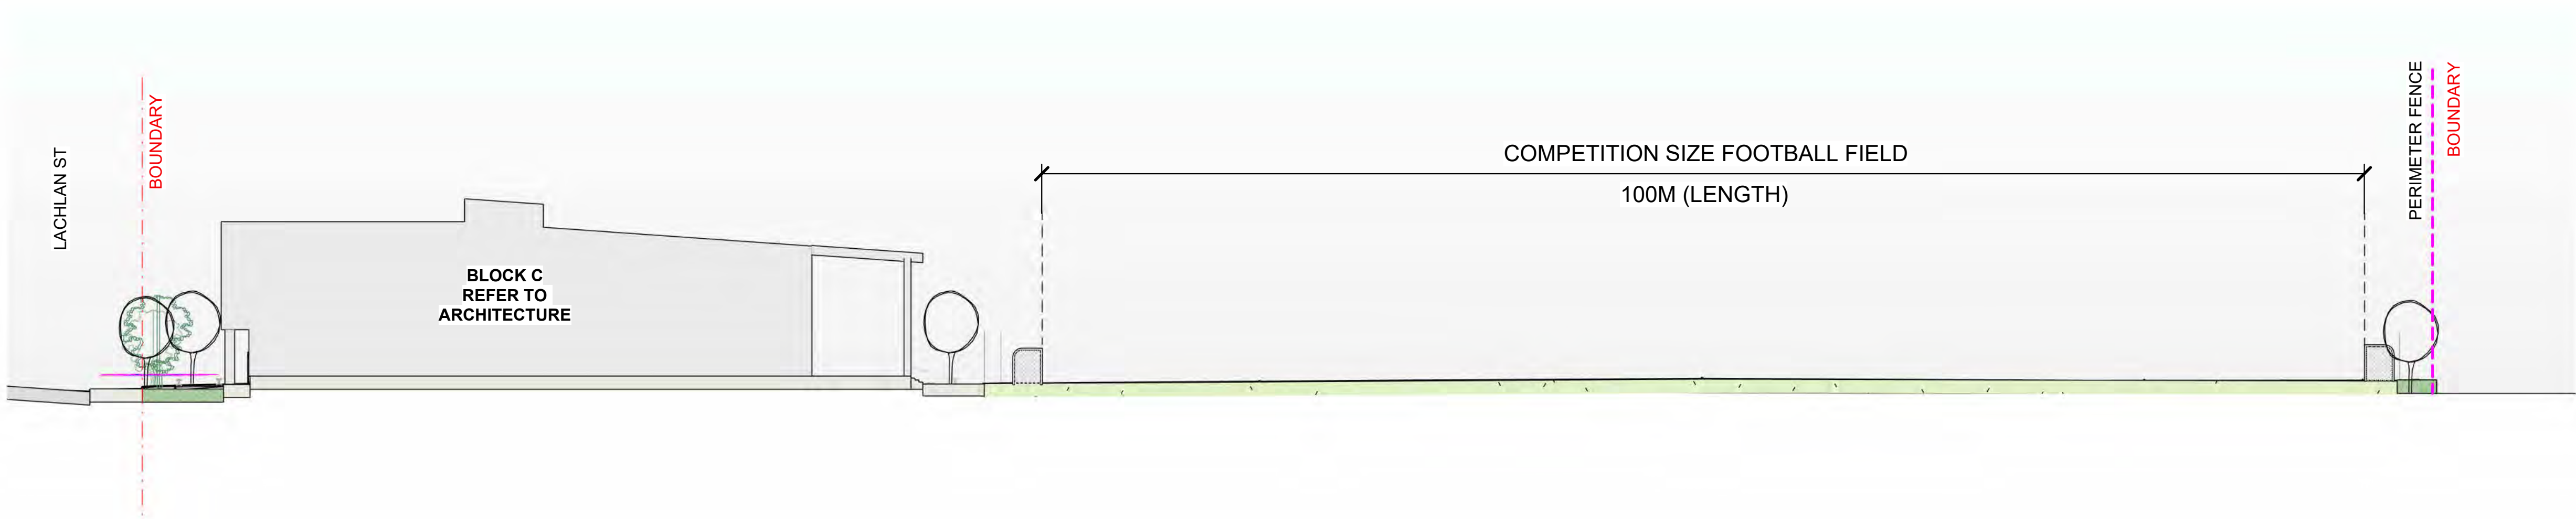 LACHLAN ST
BOUNDARY
BLOCK C
REFER TO
ARCHITECTURE
COMPETITION SIZE FOOTBALL FIELD
100M (LENGTH)
PERIMETER FENCE
BOUNDARY